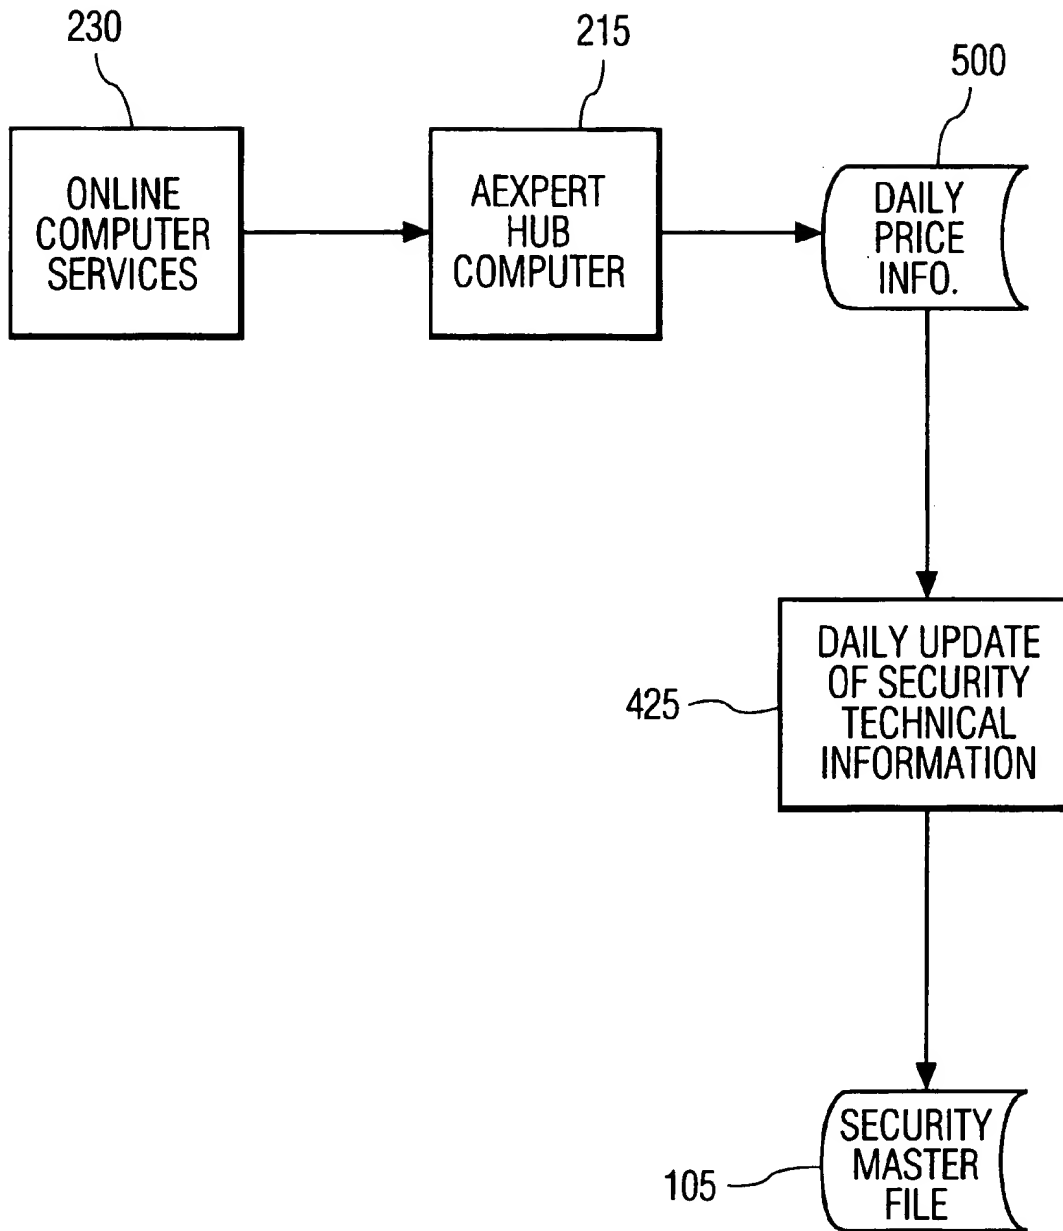 230
215
500
ONLINE
COMPUTER
SERVICES
AEXPERT
HUB
COMPUTER
DAILY
PRICE
INFO.
425
DAILY UPDATE
OF SECURITY
TECHNICAL
INFORMATION
105
SECURITY
MASTER
FILE